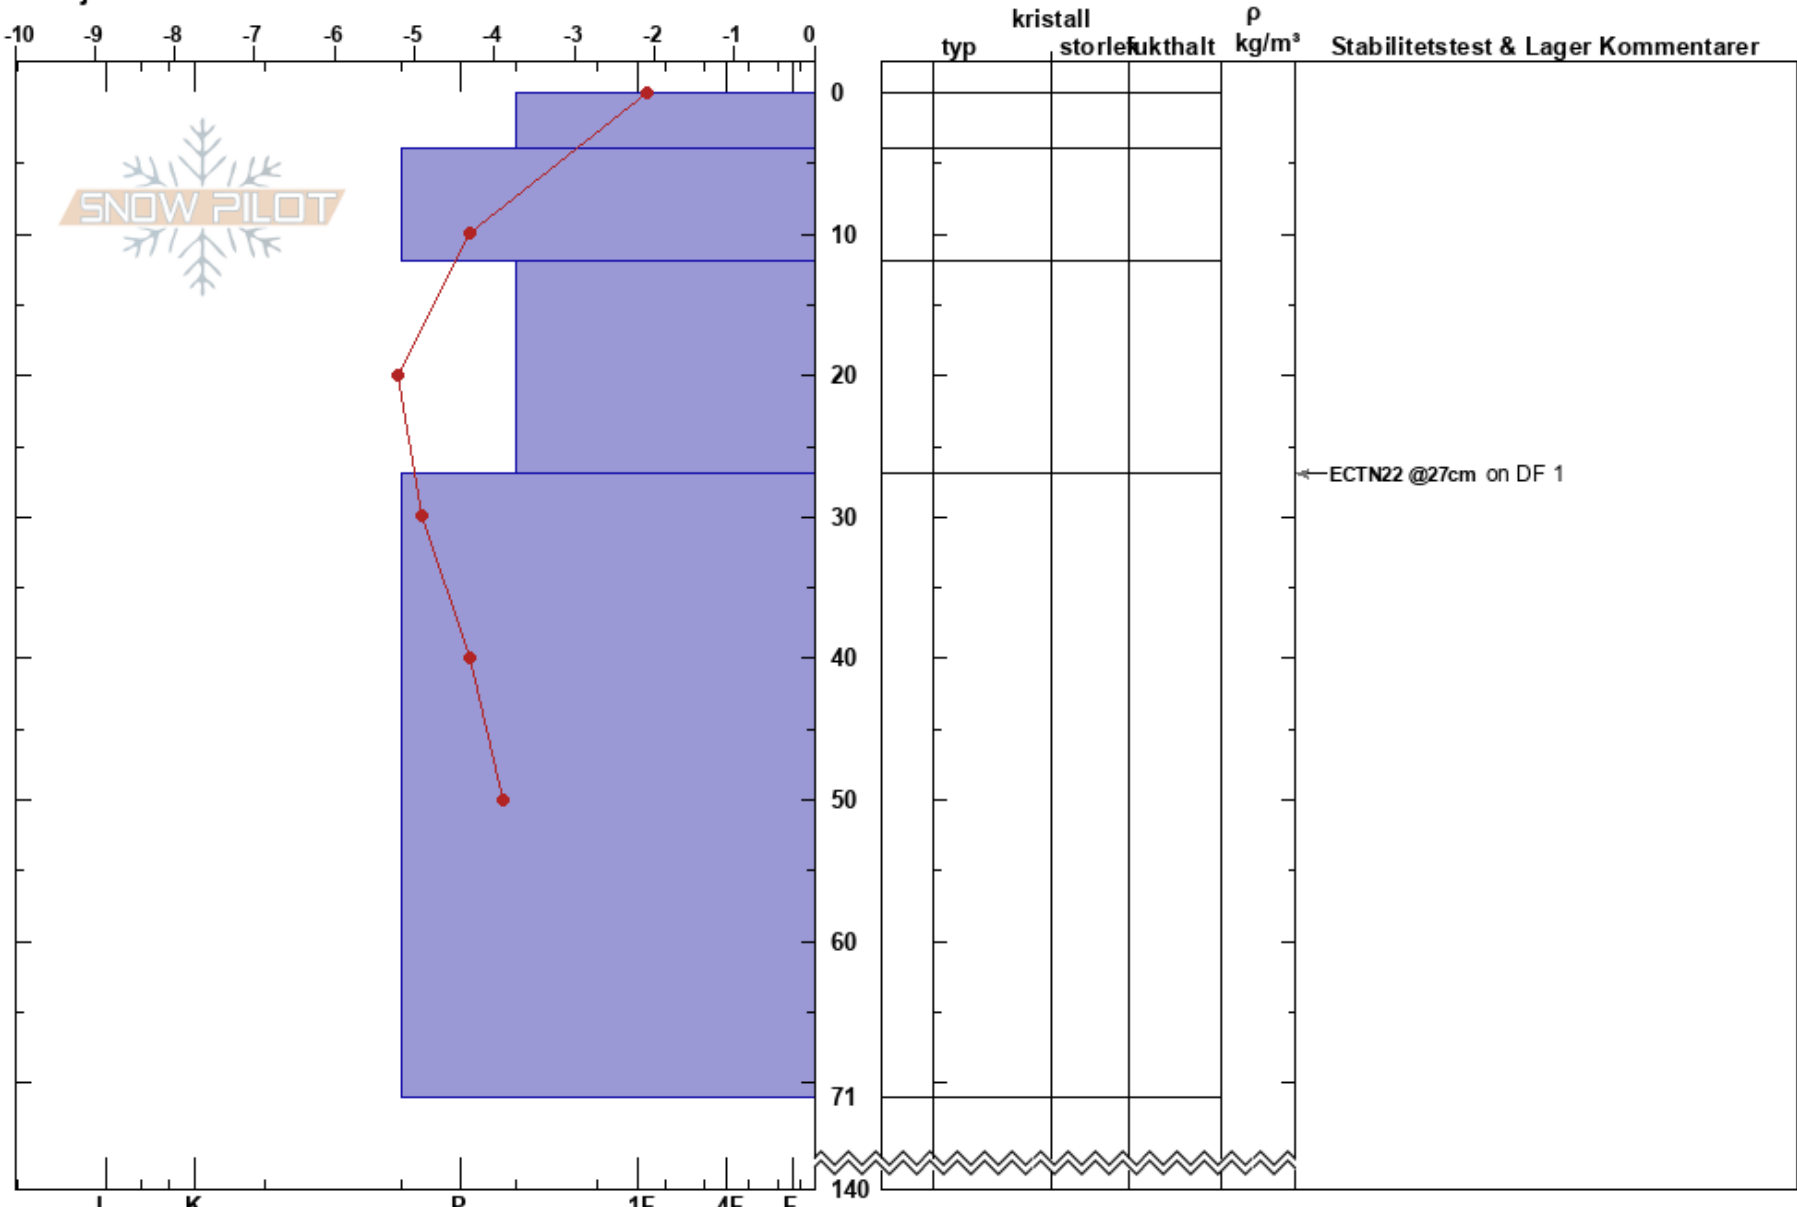 kristall ρ
-10 -9 -8 -7 -6 -5 -4 -3 -2 -1 0 typ storlek fukthalt kg/m³ Stabilitetstest & Lager Kommentarer
0
SNOW PILOT
10
20
ECTN22 @27cm on DF 1
30
40
50
60
71
140
I K P 1F 4F F